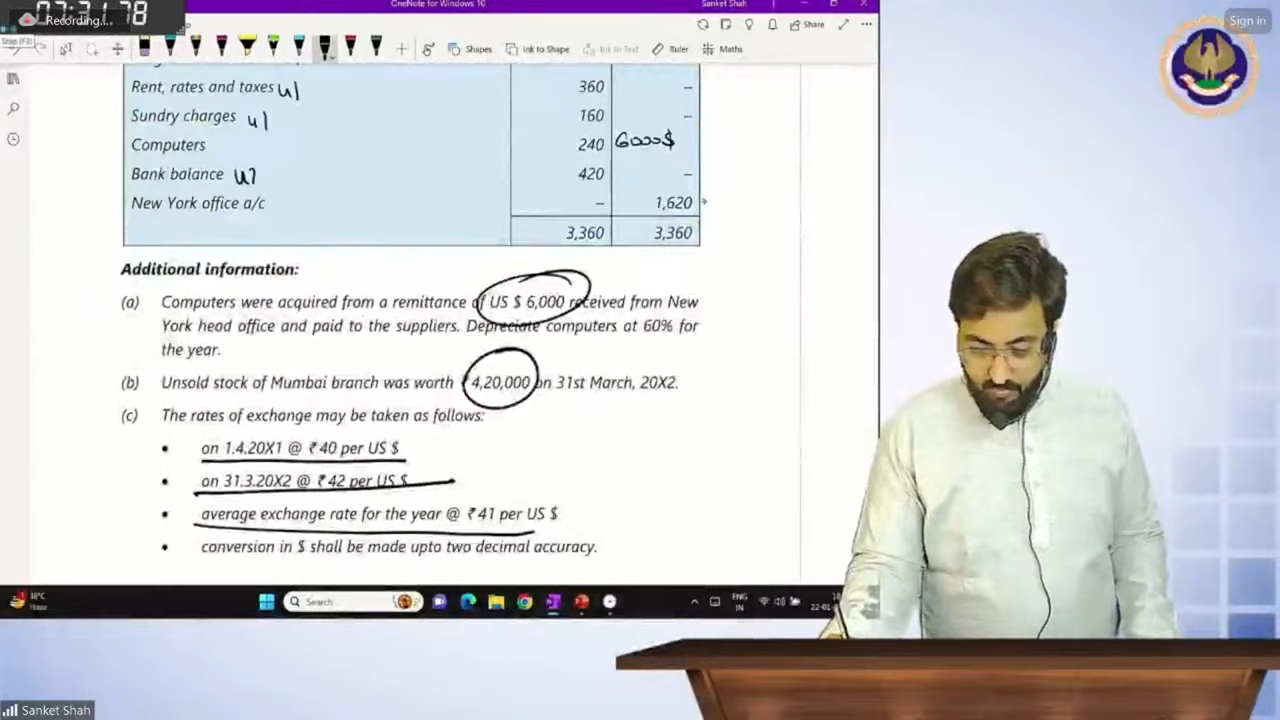 07:31:78
Recording...
OneNote for Windows 10
Sanket Shah
Sign in
Stop (F3)
Shapes
Ink to Shape
Ink to Text
Ruler
Maths
Share
Rent, rates and taxes 360 –
Sundry charges 160 –
Computers 240 6000$
Bank balance 420 –
New York office a/c – 1,620
3,360 3,360
Additional information:
(a) Computers were acquired from a remittance of US $ 6,000 received from New
York head office and paid to the suppliers. Depreciate computers at 60% for
the year.
(b) Unsold stock of Mumbai branch was worth ₹ 4,20,000 on 31st March, 20X2.
(c) The rates of exchange may be taken as follows:
• on 1.4.20X1 @ ₹ 40 per US $
• on 31.3.20X2 @ ₹ 42 per US $
• average exchange rate for the year @ ₹ 41 per US $
• conversion in $ shall be made upto two decimal accuracy.
Search
ENG
IN
Sanket Shah